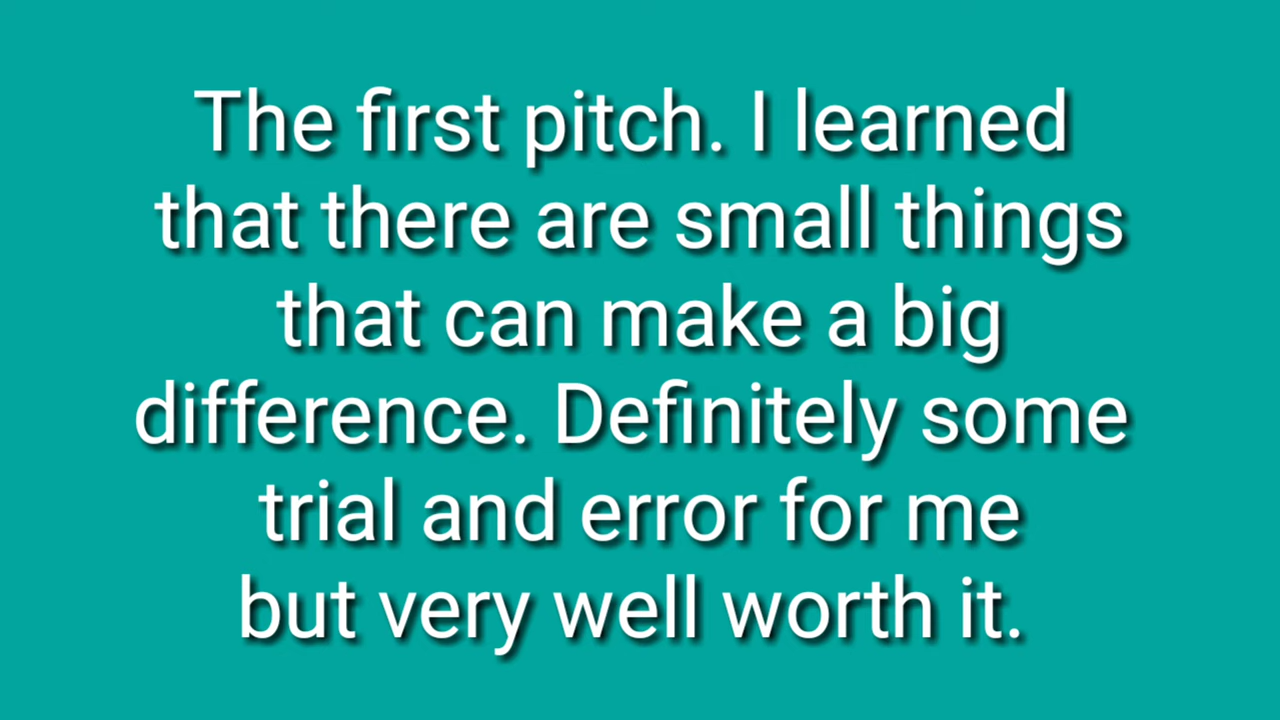 The first pitch. I learned
that there are small things
that can make a big
difference. Definitely some
trial and error for me
but very well worth it.